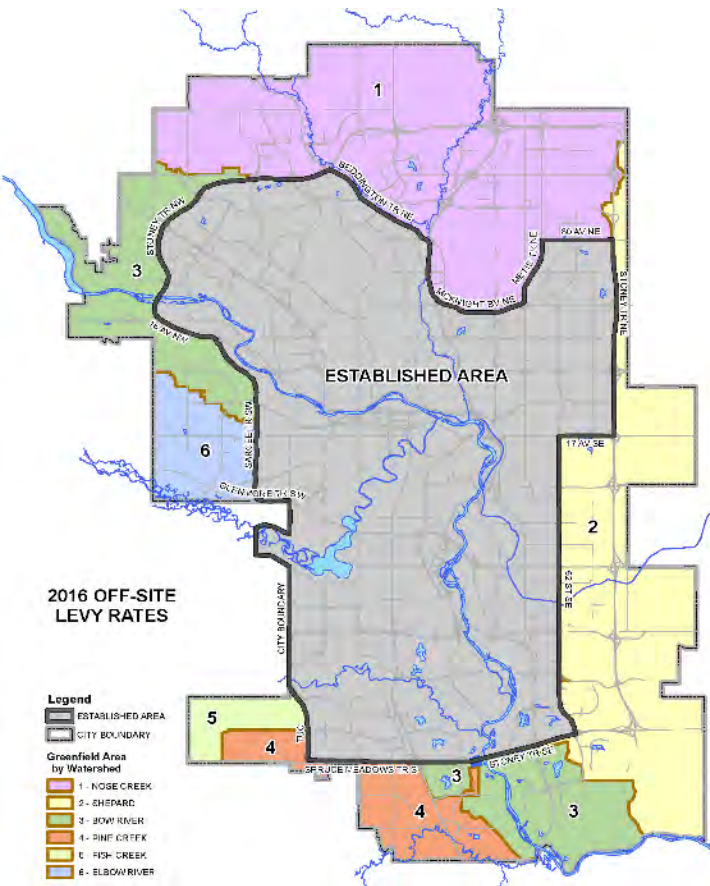 1
BEDDINGTON TR NE
STONEY TR NW
80 AV NE
METIS TR NE
3
STONEY TR NE
MCKNIGHT BV NE
16 AV NW
ESTABLISHED AREA
SARCEE TR SW
17 AV SE
6
GLENMORE TR SW
2
62 ST SE
2016 OFF-SITE
LEVY RATES
CITY BOUNDARY
Legend
ESTABLISHED AREA
CITY BOUNDARY
5
4
Greenfield Area
by Watershed
SPRUCE MEADOWS TR S
STONEY TR SE
3
4
3
1 - NOSE CREEK
2 - SHEPARD
3 - BOW RIVER
4 - PINE CREEK
5 - FISH CREEK
6 - ELBOW RIVER